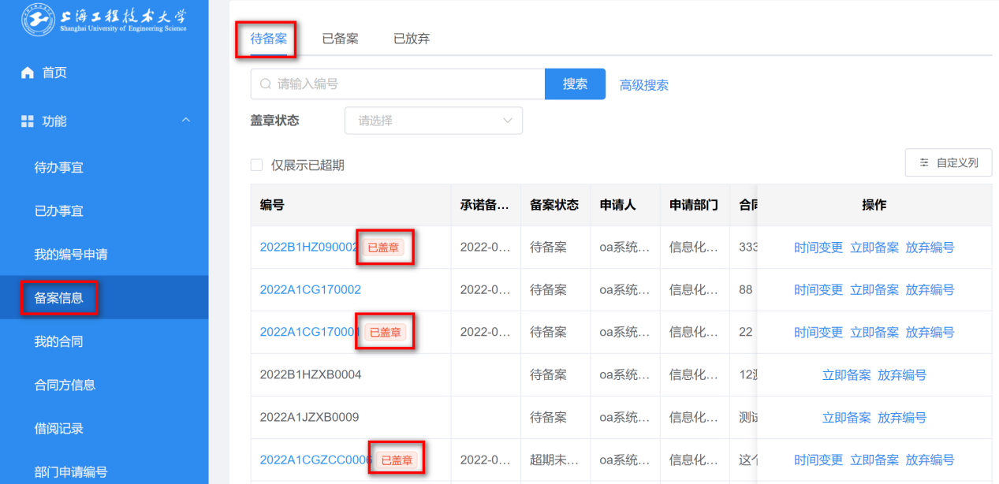 上海工程技术大学
Shanghai University of Engineering Science
首页
功能
待办事宜
已办事宜
我的编号申请
备案信息
我的合同
合同方信息
借阅记录
部门申请编号
待备案 已备案 已放弃
请输入编号 搜索 高级搜索
盖章状态 请选择
仅展示已超期 自定义列
编号 承诺备... 备案状态 申请人 申请部门 合同 操作
2022B1HZ090002 已盖章 2022-0... 待备案 oa系统... 信息化... 333 时间变更 立即备案 放弃编号
2022A1CG170002 2022-0... 待备案 oa系统... 信息化... 88 时间变更 立即备案 放弃编号
2022A1CG170001 已盖章 2022-0... 待备案 oa系统... 信息化... 22 时间变更 立即备案 放弃编号
2022B1HZXB0004 待备案 oa系统... 信息化... 12测 立即备案 放弃编号
2022A1JZXB0009 待备案 oa系统... 信息化... 测试 立即备案 放弃编号
2022A1CGZCC0006 已盖章 2022-0... 超期未... oa系统... 信息化... 这个 时间变更 立即备案 放弃编号